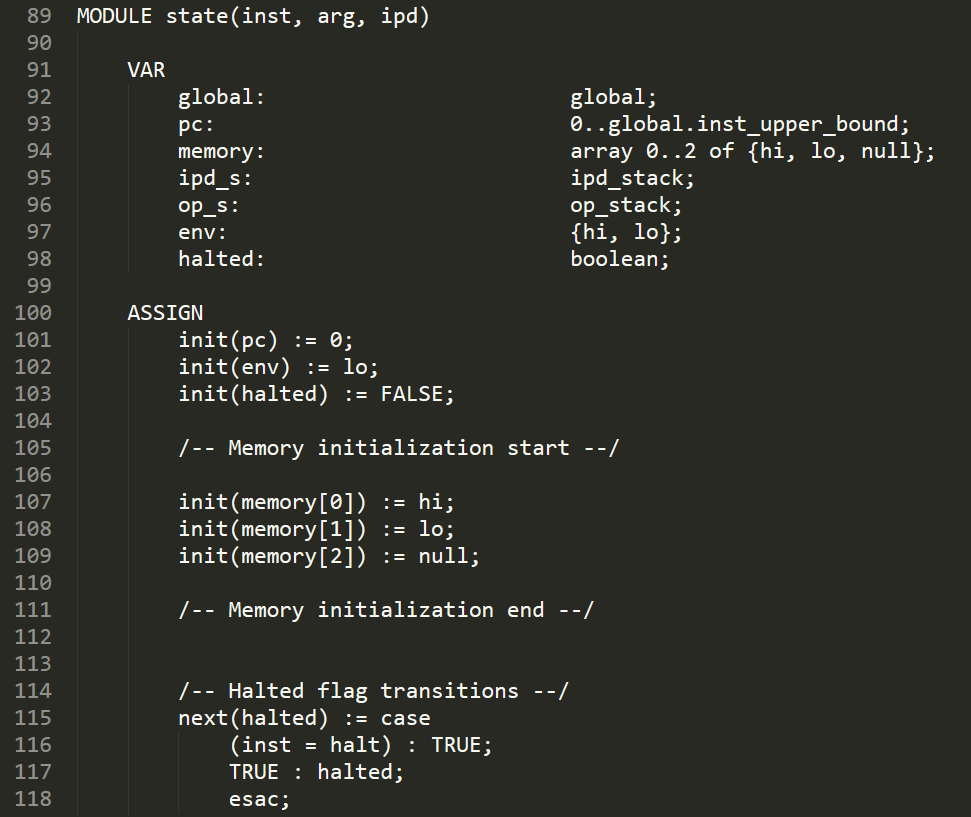 89 MODULE state(inst, arg, ipd)
90
91 VAR
92 global: global;
93 pc: 0..global.inst_upper_bound;
94 memory: array 0..2 of {hi, lo, null};
95 ipd_s: ipd_stack;
96 op_s: op_stack;
97 env: {hi, lo};
98 halted: boolean;
99
100 ASSIGN
101 init(pc) := 0;
102 init(env) := lo;
103 init(halted) := FALSE;
104
105 /-- Memory initialization start --/
106
107 init(memory[0]) := hi;
108 init(memory[1]) := lo;
109 init(memory[2]) := null;
110
111 /-- Memory initialization end --/
112
113
114 /-- Halted flag transitions --/
115 next(halted) := case
116 (inst = halt) : TRUE;
117 TRUE : halted;
118 esac;